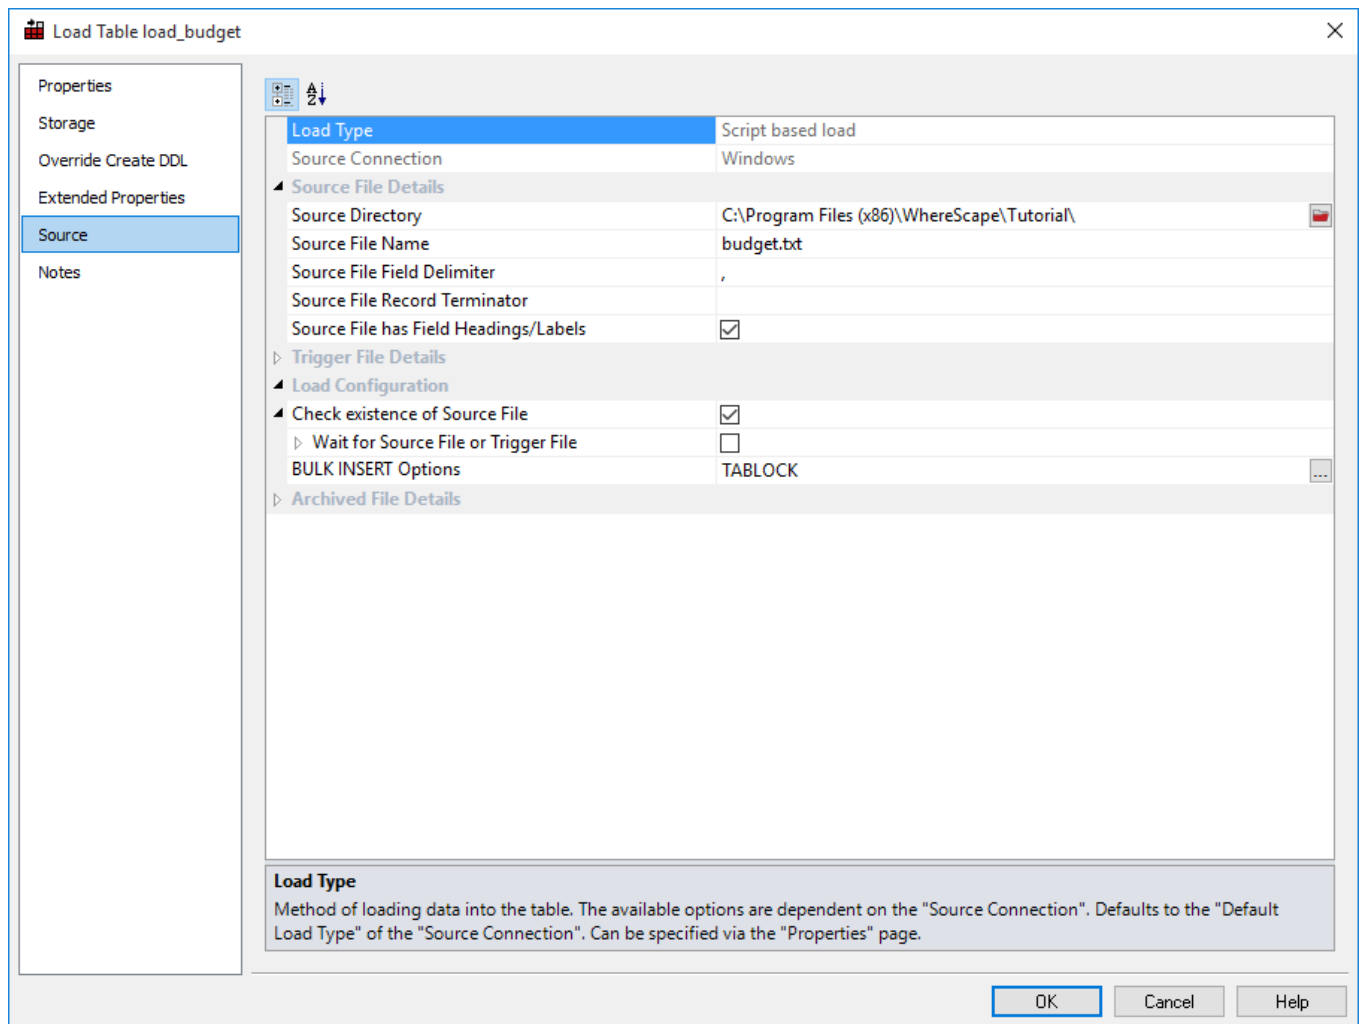 Load Table load_budget
Properties
Storage
Override Create DDL
Extended Properties
Source
Notes
Load Type Script based load
Source Connection Windows
Source File Details
Source Directory C:\Program Files (x86)\WhereScape\Tutorial\
Source File Name budget.txt
Source File Field Delimiter ,
Source File Record Terminator
Source File has Field Headings/Labels
Trigger File Details
Load Configuration
Check existence of Source File
Wait for Source File or Trigger File
BULK INSERT Options TABLOCK ...
Archived File Details
Load Type
Method of loading data into the table. The available options are dependent on the "Source Connection". Defaults to the "Default
Load Type" of the "Source Connection". Can be specified via the "Properties" page.
OK Cancel Help